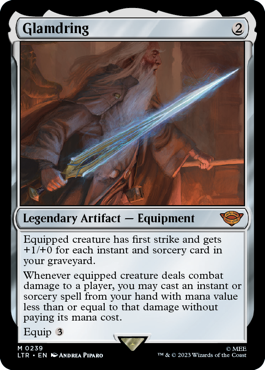 Glamdring 2
Legendary Artifact — Equipment
Equipped creature has first strike and gets
+1/+0 for each instant and sorcery card in
your graveyard.
Whenever equipped creature deals combat
damage to a player, you may cast an instant or
sorcery spell from your hand with mana value
less than or equal to that damage without
paying its mana cost.
Equip 3
M 0239 © MEE
LTR • EN Andrea Piparo ™ & © 2023 Wizards of the Coast